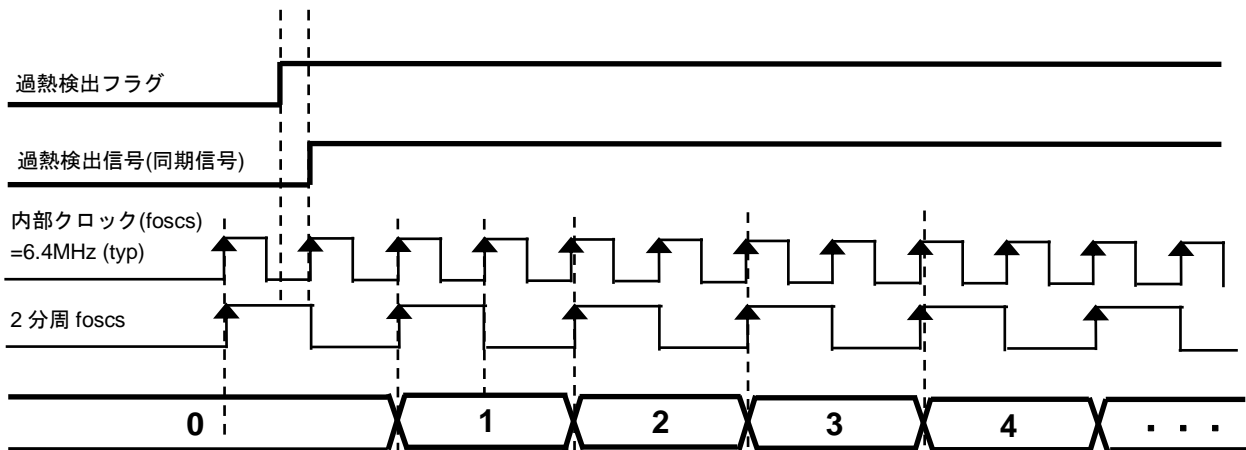 過熱検出フラグ
過熱検出信号(同期信号)
内部クロック(foscs)
=6.4MHz (typ)
2 分周 foscs
0 1 2 3 4 ・・・